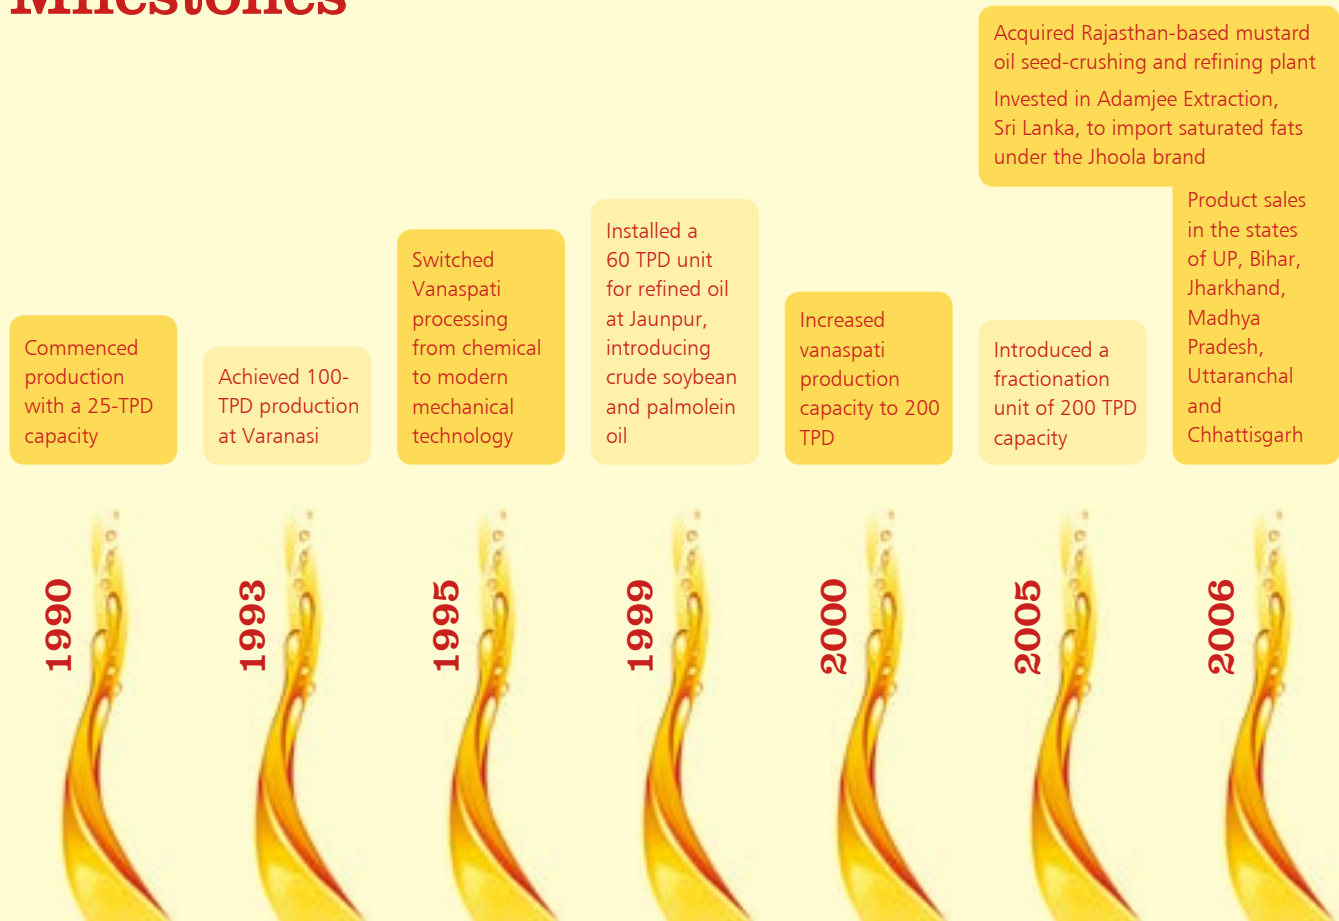 Milestones
Commenced
production
with a 25-TPD
capacity
1990
Achieved 100-
TPD production
at Varanasi
1993
Switched
Vanaspati
processing
from chemical
to modern
mechanical
technology
1995
Installed a
60 TPD unit
for refined oil
at Jaunpur,
introducing
crude soybean
and palmolein
oil
1999
Increased
vanaspati
production
capacity to 200
TPD
2000
Introduced a
fractionation
unit of 200 TPD
capacity
2005
Acquired Rajasthan-based mustard
oil seed-crushing and refining plant
Invested in Adamjee Extraction,
Sri Lanka, to import saturated fats
under the Jhoola brand
Product sales
in the states
of UP, Bihar,
Jharkhand,
Madhya
Pradesh,
Uttaranchal
and
Chhattisgarh
2006